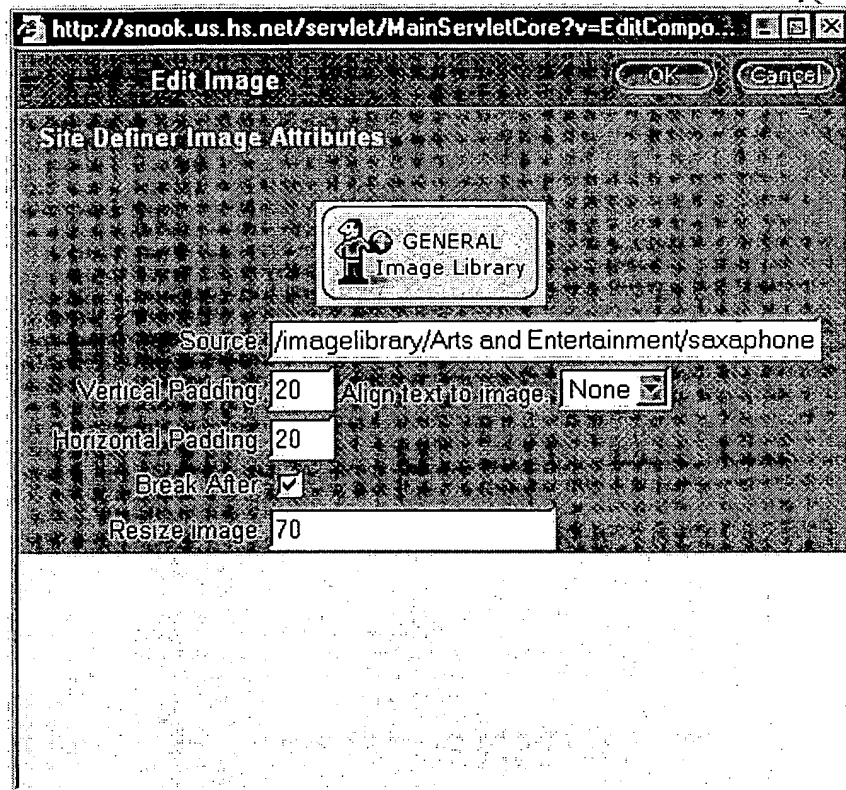 http://snook.us.hs.net/servlet/MainServletCore?v=EditCompo...
Edit Image
OK
Cancel
Site Definer Image Attributes
GENERAL
Image Library
Source: /imagelibrary/Arts and Entertainment/saxaphone
Vertical Padding: 20 Align text to image: None
Horizontal Padding: 20
Break After:
Resize image: 70